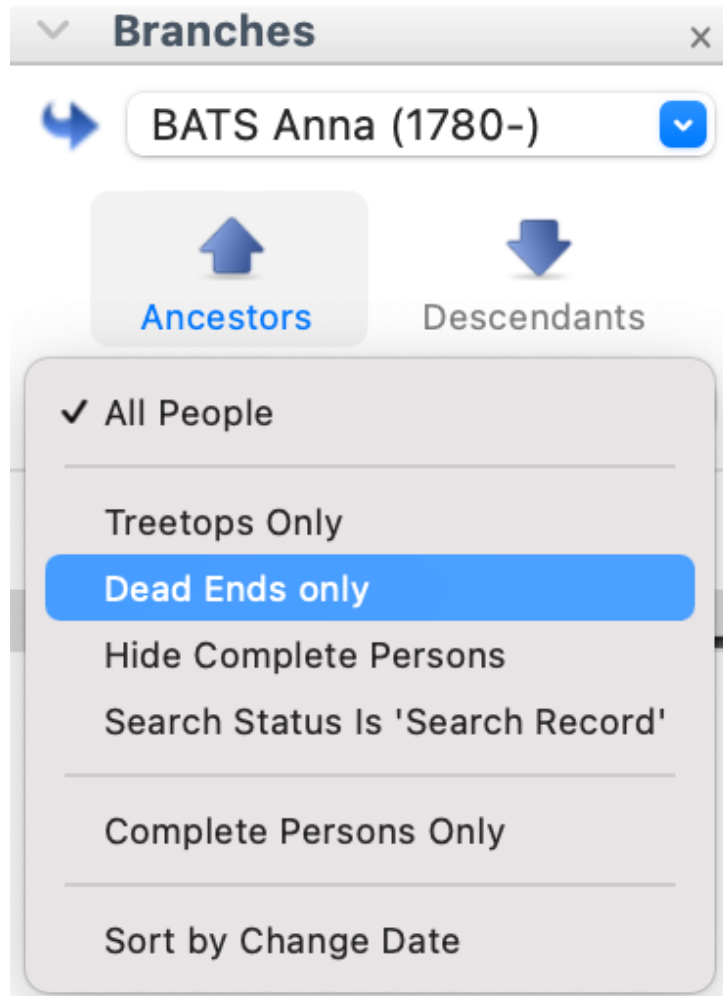 Branches
BATS Anna (1780-)
Ancestors Descendants
✓ All People
Treetops Only
Dead Ends only
Hide Complete Persons
Search Status Is 'Search Record'
Complete Persons Only
Sort by Change Date